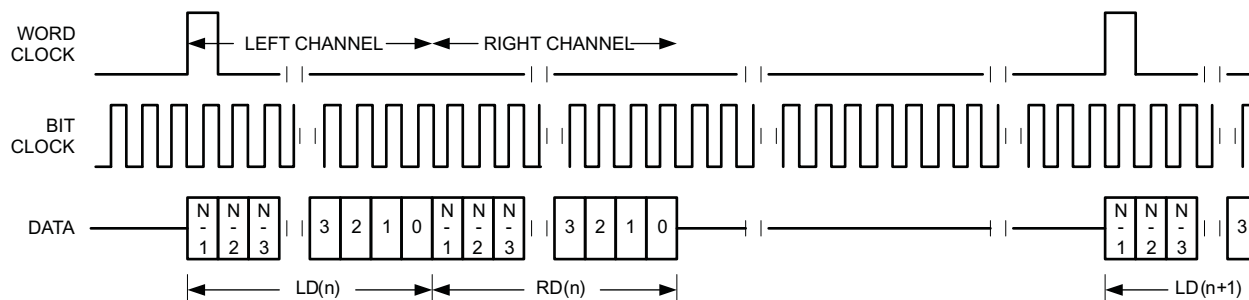 WORD
CLOCK
LEFT CHANNEL
RIGHT CHANNEL
BIT
CLOCK
DATA
N-1 N-2 N-3 3 2 1 0 N-1 N-2 N-3 3 2 1 0 N-1 N-2 N-3 3
LD(n) RD(n) LD(n+1)